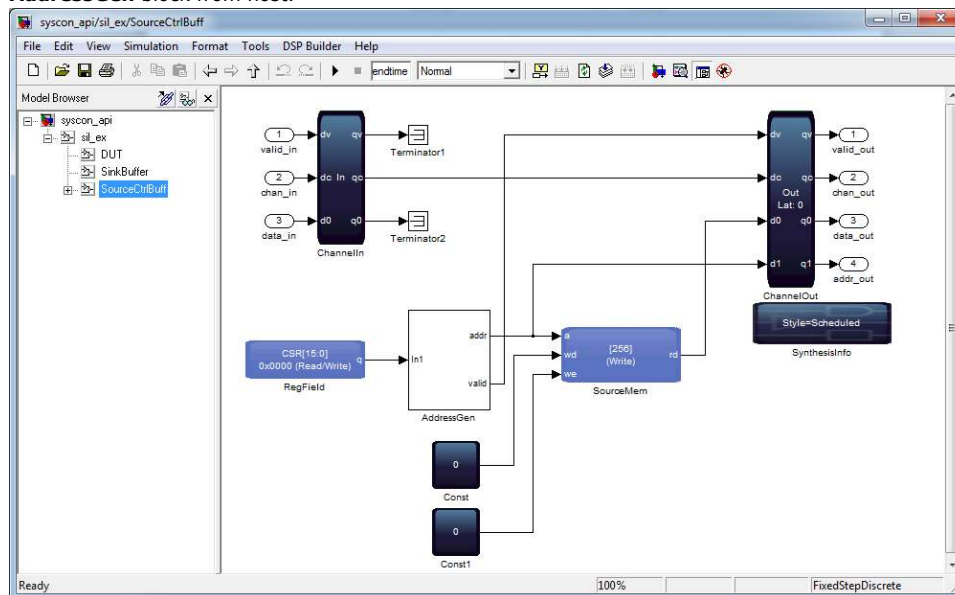 AddressGen block from host.
syscon_api/sil_ex/SourceCtrlBuff
File Edit View Simulation Format Tools DSP Builder Help
endtime Normal
Model Browser
syscon_api
sil_ex
DUT
SinkBuffer
SourceCtrlBuff
1
valid_in
2
chan_in
3
data_in
dv qv
dc In qc
d0 q0
ChannelIn
Terminator1
Terminator2
dv qv
dc qc
Out
Lat: 0
d0 q0
d1 q1
ChannelOut
1
valid_out
2
chan_out
3
data_out
4
addr_out
Style=Scheduled
SynthesisInfo
CSR[15:0]
0x0000 (Read/Write) q
RegField
In1
addr
valid
AddressGen
a
wd
we
[256]
(Write)
rd
SourceMem
0
Const
0
Const1
Ready 100% FixedStepDiscrete